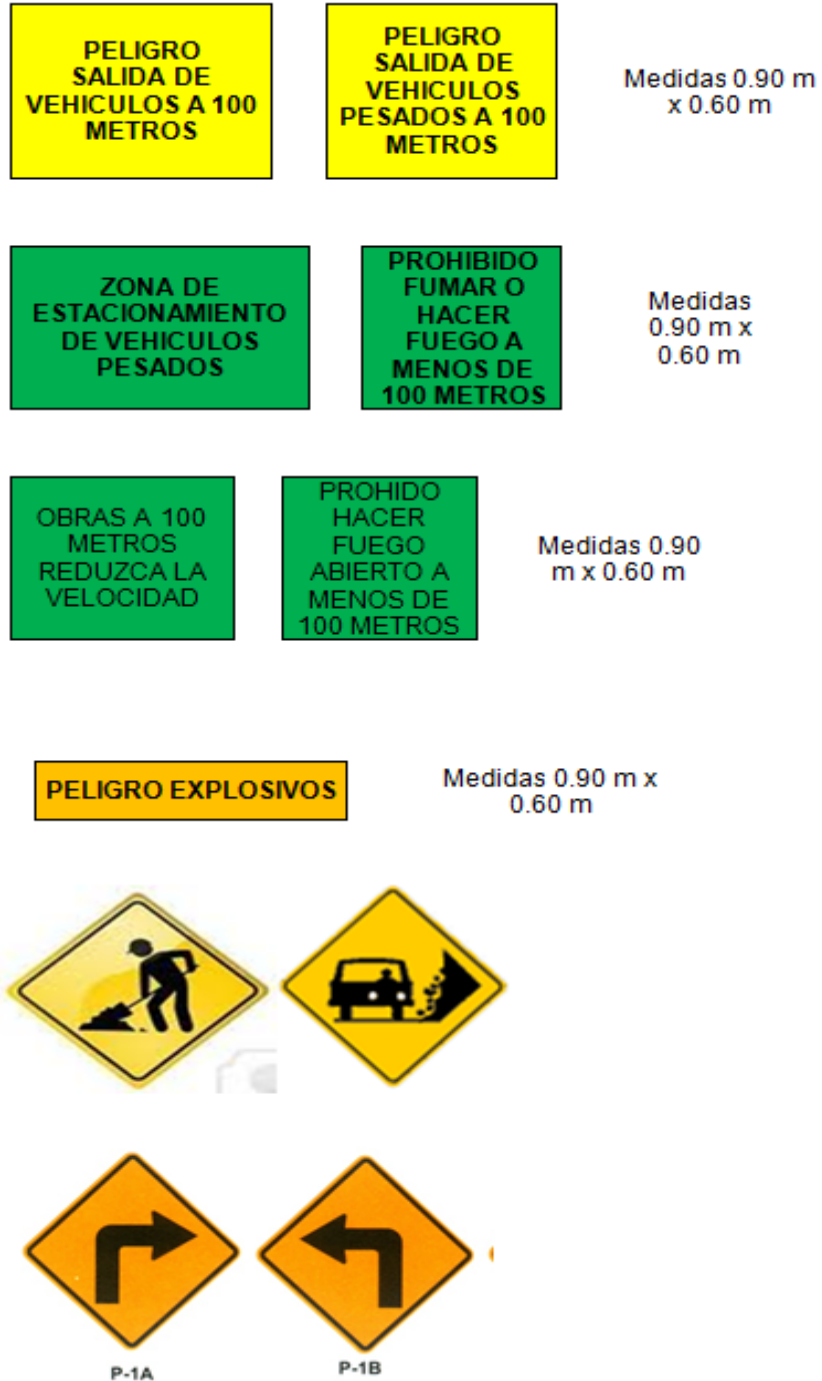 PELIGRO
SALIDA DE
VEHICULOS A 100
METROS
PELIGRO
SALIDA DE
VEHICULOS
PESADOS A 100
METROS
Medidas 0.90 m
x 0.60 m
ZONA DE
ESTACIONAMIENTO
DE VEHICULOS
PESADOS
PROHIBIDO
FUMAR O
HACER
FUEGO A
MENOS DE
100 METROS
Medidas
0.90 m x
0.60 m
OBRAS A 100
METROS
REDUZCA LA
VELOCIDAD
PROHIDO
HACER
FUEGO
ABIERTO A
MENOS DE
100 METROS
Medidas 0.90
m x 0.60 m
PELIGRO EXPLOSIVOS
Medidas 0.90 m x
0.60 m
P-1A
P-1B